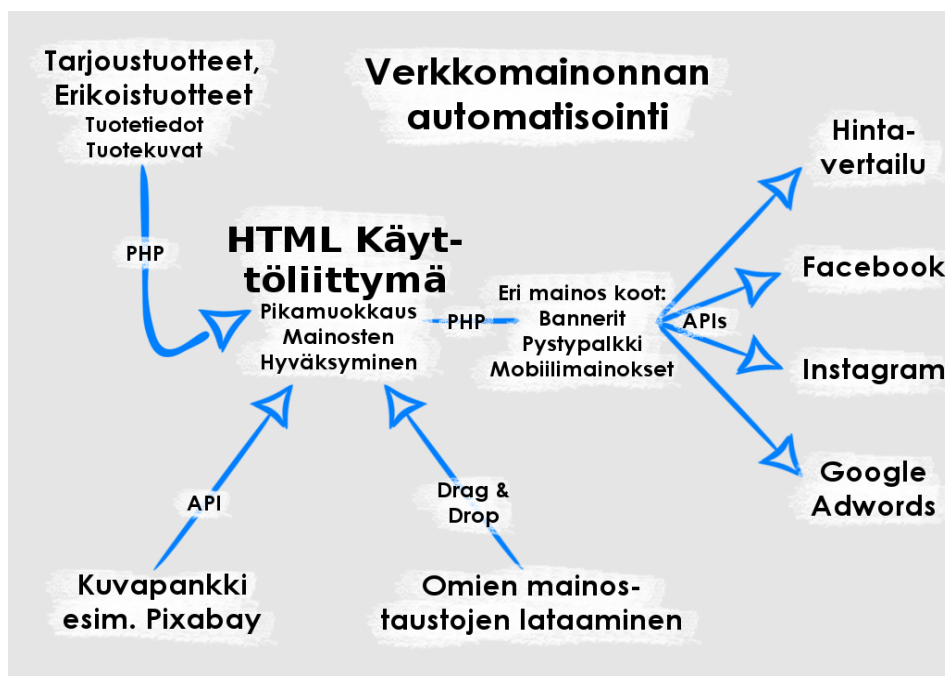 Tarjoustuotteet,
Erikoistuotteet
Tuotetiedot
Tuotekuvat
Verkkomainonnan
automatisointi
Hinta-
vertailu
PHP
HTML Käyt-
töliittymä
Pikamuokkaus
Mainosten
Hyväksyminen
PHP
Eri mainos koot:
Bannerit
Pystypalkki
Mobiilimainokset
APIs
Facebook
Instagram
Google
Adwords
API
Drag &
Drop
Kuvapankki
esim. Pixabay
Omien mainos-
taustojen lataaminen